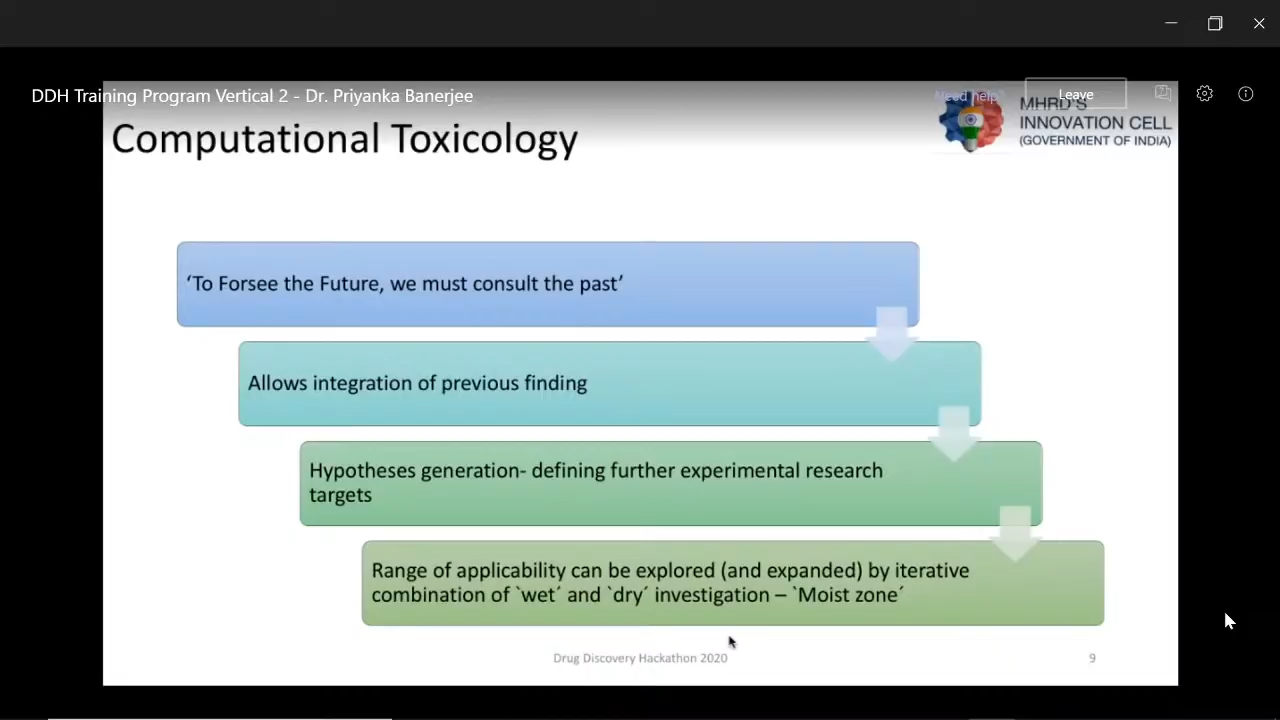 DDH Training Program Vertical 2 - Dr. Priyanka Banerjee
Need help?
Leave
MHRD'S
INNOVATION CELL
(GOVERNMENT OF INDIA)
Computational Toxicology
‘To Forsee the Future, we must consult the past’
Allows integration of previous finding
Hypotheses generation- defining further experimental research
targets
Range of applicability can be explored (and expanded) by iterative
combination of `wet´ and `dry´ investigation – `Moist zone´
Drug Discovery Hackathon 2020
9